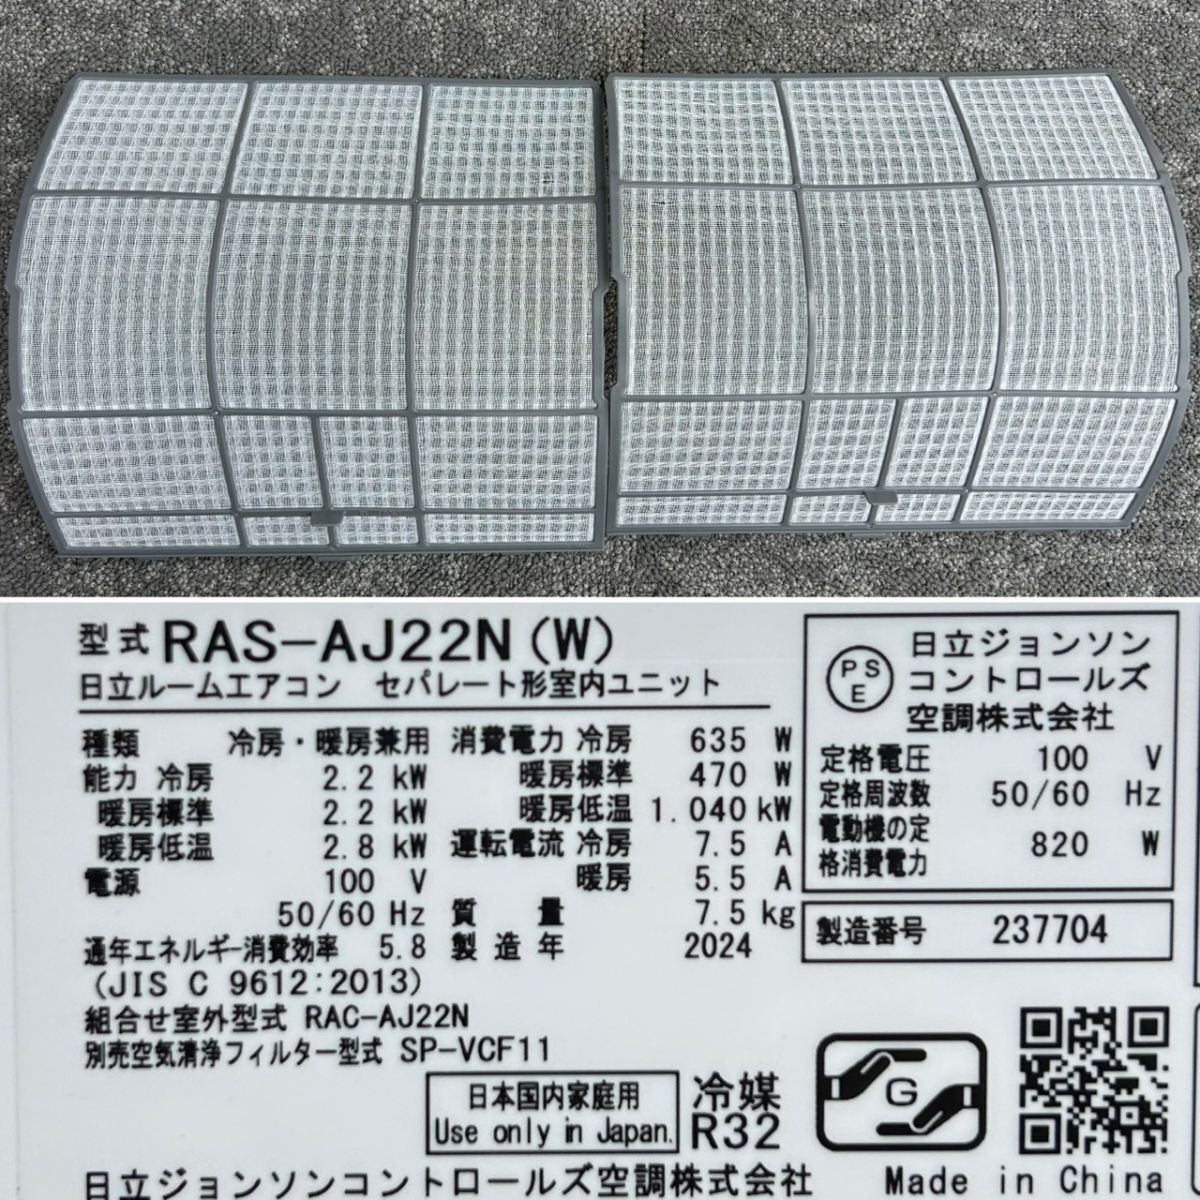 型式 RAS-AJ22N(W)
日立ルームエアコン セパレート形室内ユニット
種類 冷房・暖房兼用
能力 冷房 2.2 kW
暖房標準 2.2 kW
暖房低温 2.8 kW
電源 100 V
50/60 Hz
通年エネルギー消費効率 5.8
(JIS C 9612:2013)
消費電力 冷房 635 W
暖房標準 470 W
暖房低温 1.040 kW
運転電流 冷房 7.5 A
暖房 5.5 A
質量 7.5 kg
製造年 2024
組合せ室外型式 RAC-AJ22N
別売空気清浄フィルター型式 SP-VCF11
日本国内家庭用
Use only in Japan.
冷媒
R32
日立ジョンソンコントロールズ空調株式会社
PS
E
日立ジョンソン
コントロールズ
空調株式会社
定格電圧 100 V
定格周波数 50/60 Hz
電動機の定
格消費電力 820 W
製造番号 237704
G
Made in China